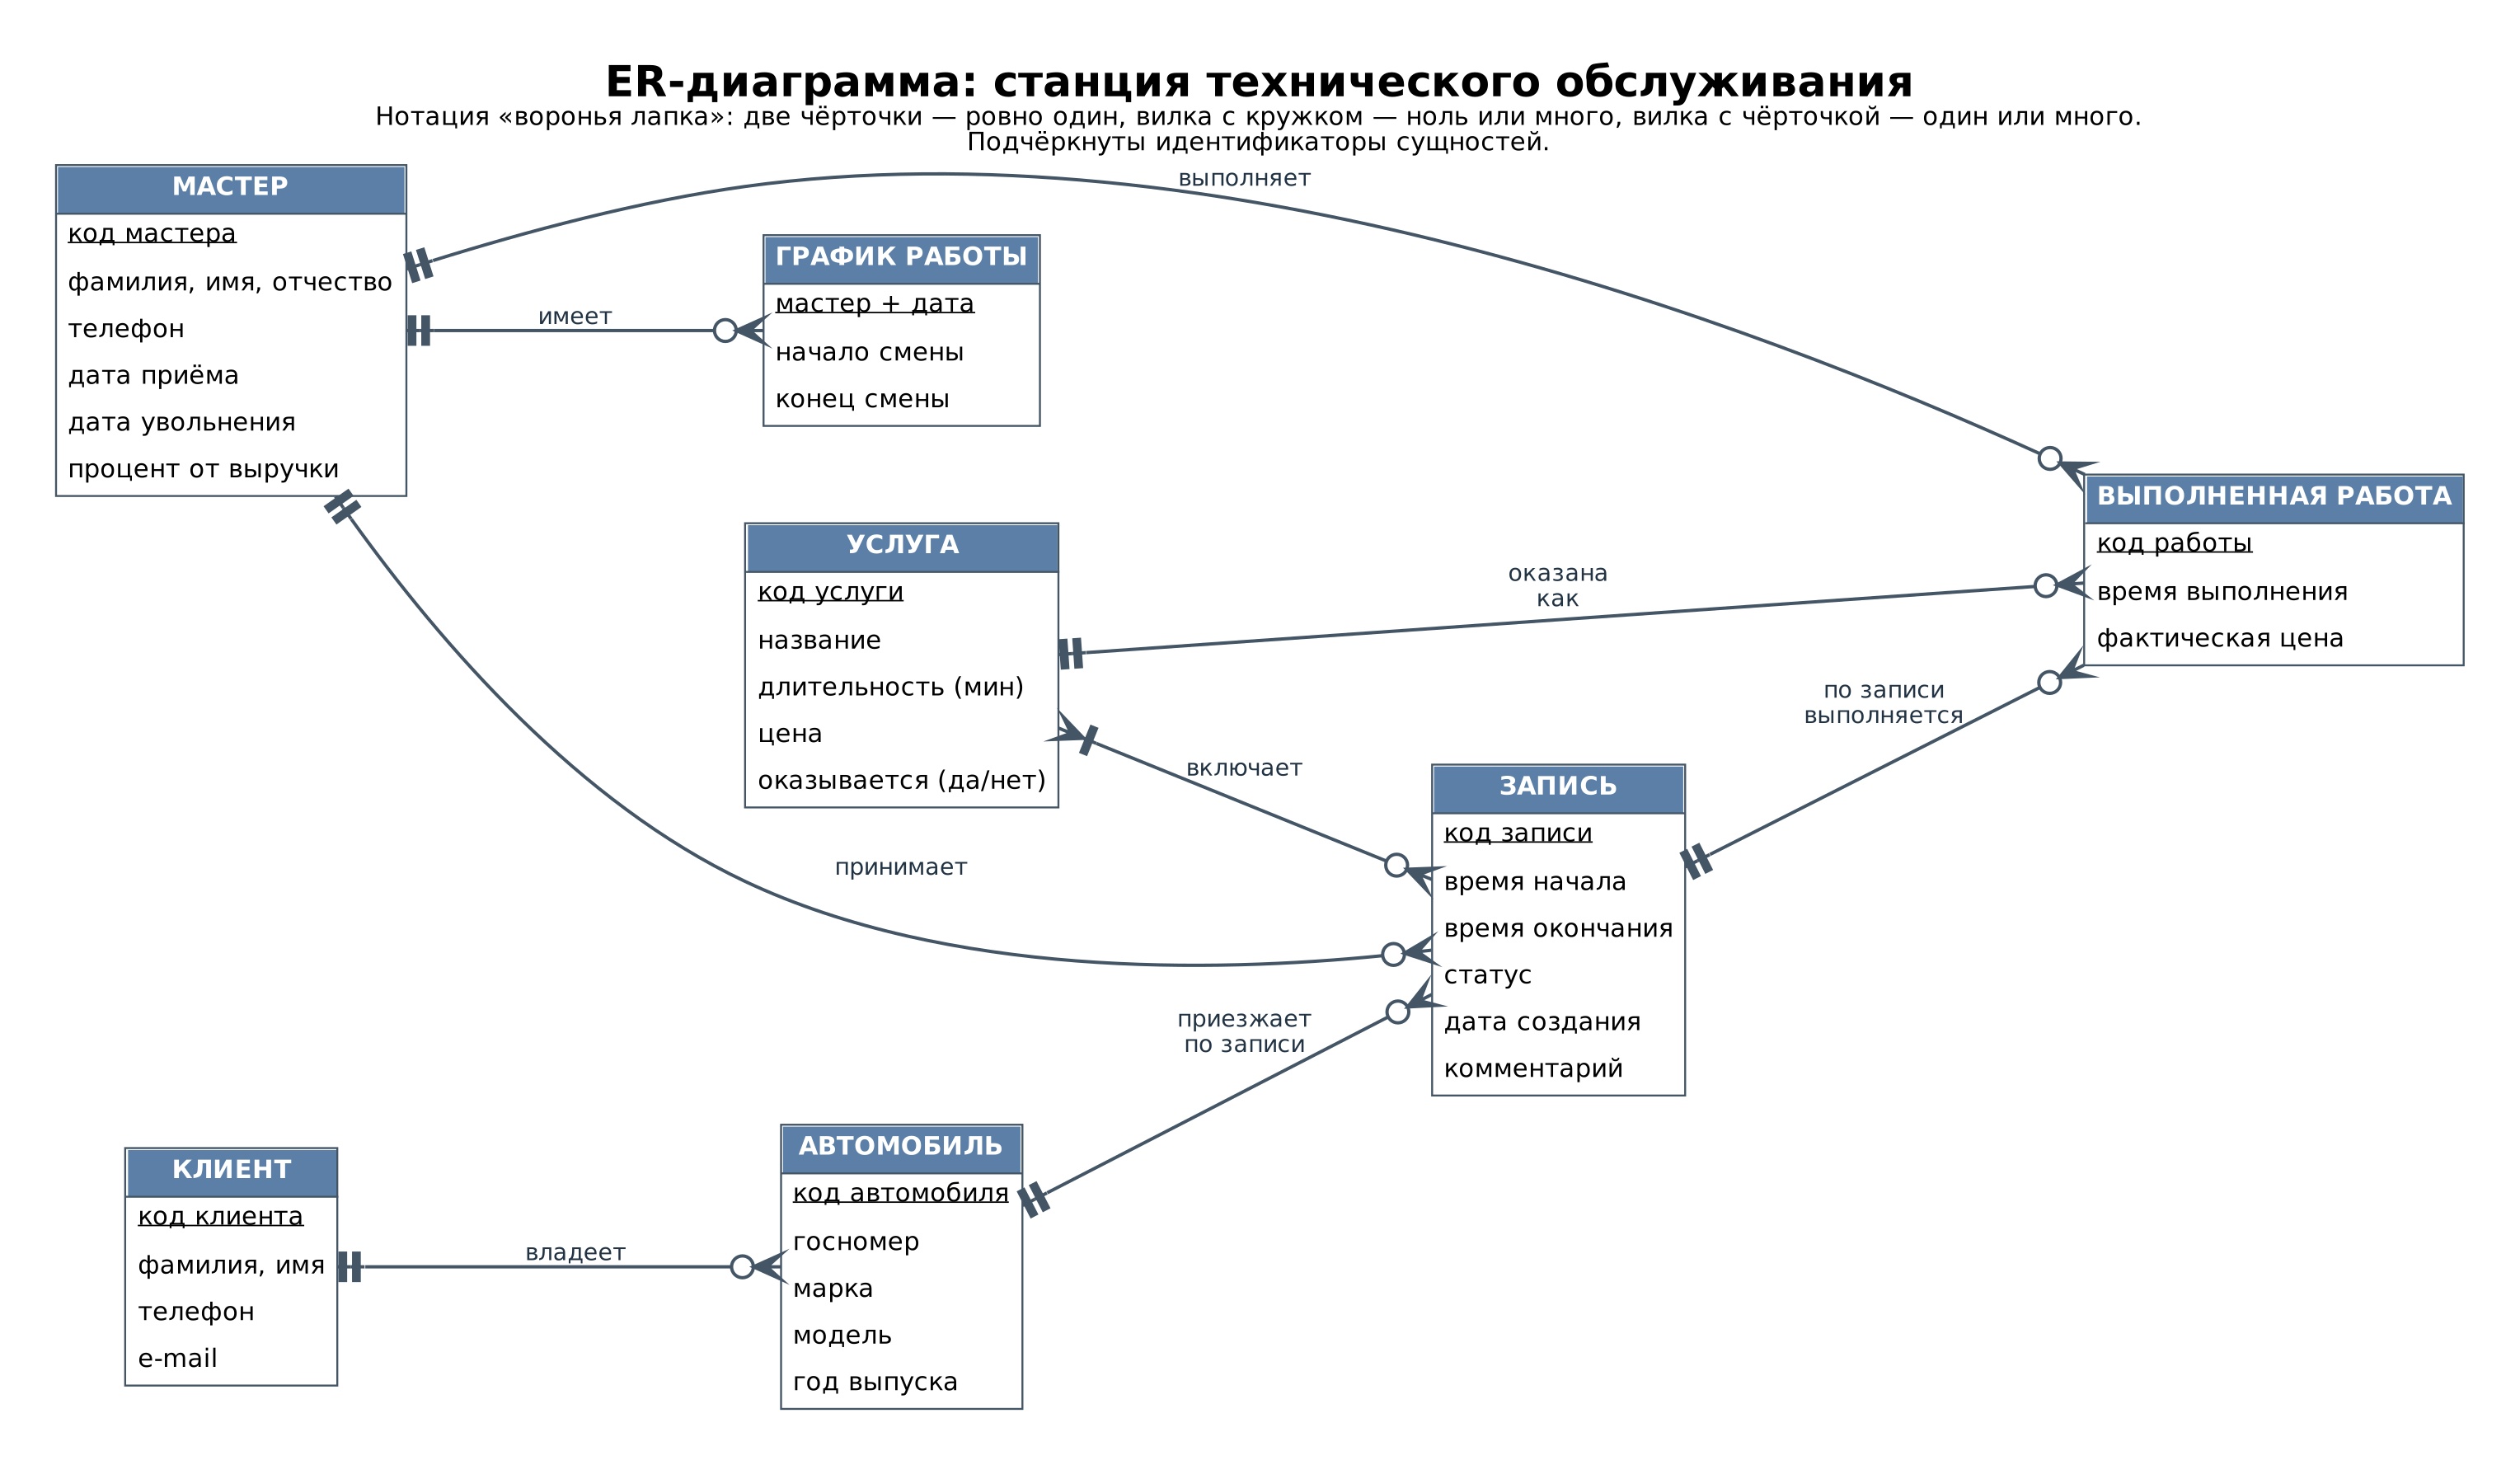 ER-диаграмма: станция технического обслуживания
Нотация «воронья лапка»: две чёрточки — ровно один, вилка с кружком — ноль или много, вилка с чёрточкой — один или много.
Подчёркнуты идентификаторы сущностей.
МАСТЕР
код мастера
фамилия, имя, отчество
телефон
дата приёма
дата увольнения
процент от выручки
выполняет
имеет
ГРАФИК РАБОТЫ
мастер + дата
начало смены
конец смены
ВЫПОЛНЕННАЯ РАБОТА
код работы
время выполнения
фактическая цена
УСЛУГА
код услуги
название
длительность (мин)
цена
оказывается (да/нет)
оказана
как
по записи
выполняется
включает
принимает
ЗАПИСЬ
код записи
время начала
время окончания
статус
дата создания
комментарий
приезжает
по записи
КЛИЕНТ
код клиента
фамилия, имя
телефон
e-mail
владеет
АВТОМОБИЛЬ
код автомобиля
госномер
марка
модель
год выпуска